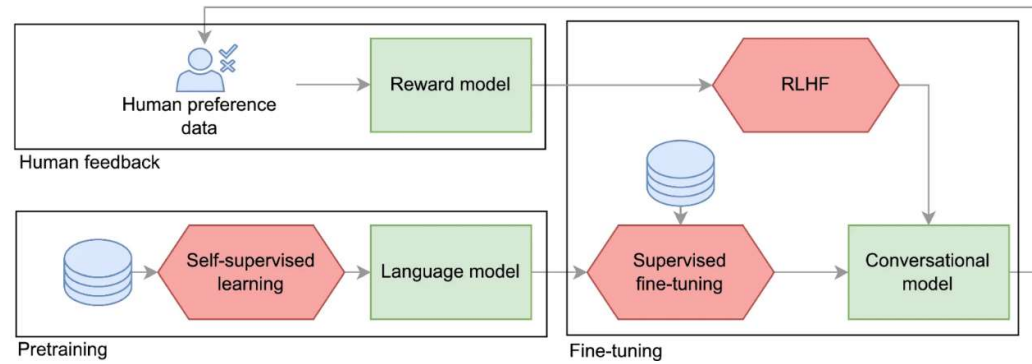 Human preference
data
Reward model
Human feedback
RLHF
Self-supervised
learning
Language model
Pretraining
Supervised
fine-tuning
Conversational
model
Fine-tuning